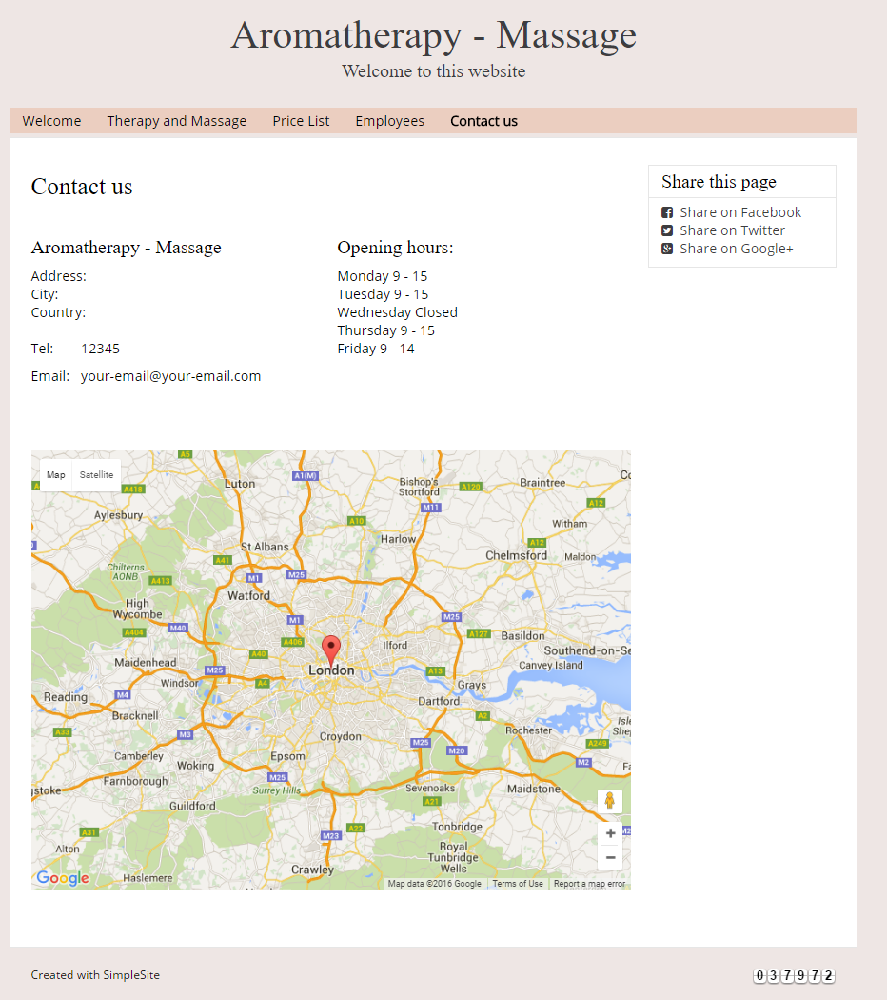 Aromatherapy - Massage
Welcome to this website
Welcome Therapy and Massage Price List Employees Contact us
Contact us
Aromatherapy - Massage
Address:
City:
Country:
Tel: 12345
Email: your-email@your-email.com
Opening hours:
Monday 9 - 15
Tuesday 9 - 15
Wednesday Closed
Thursday 9 - 15
Friday 9 - 14
Share this page
Share on Facebook
Share on Twitter
Share on Google+
Map Satellite
A5
Luton
A1(M)
Bishop's
Stortford
A120
Braintree
A418
A12
Aylesbury
A10
M11
Witham
St Albans
Harlow
A12
Chelmsford
Maldon
A41
Chilterns
AONB
A413
M1
M25
Watford
High
Wycombe
M1
M25
A404
M40
A406
Ilford
A127
Basildon
Southend-on-Se
A40
Maidenhead
Canvey Island
M25
London
A13
Windsor
A4
Grays
Reading
M4
Dartford
Bracknell
A2
A33
M3
Croydon
Rochester
M25
A249
Camberley
Epsom
M20
Woking
M2
gstoke
Farnborough
M25
Surrey Hills
Sevenoaks
Maidstone
Guildford
A21
A31
A22
Tonbridge
M23
Alton
Royal
Tunbridge
Wells
Crawley
Haslemere
Google
Map data ©2016 Google Terms of Use Report a map error
Created with SimpleSite
037972